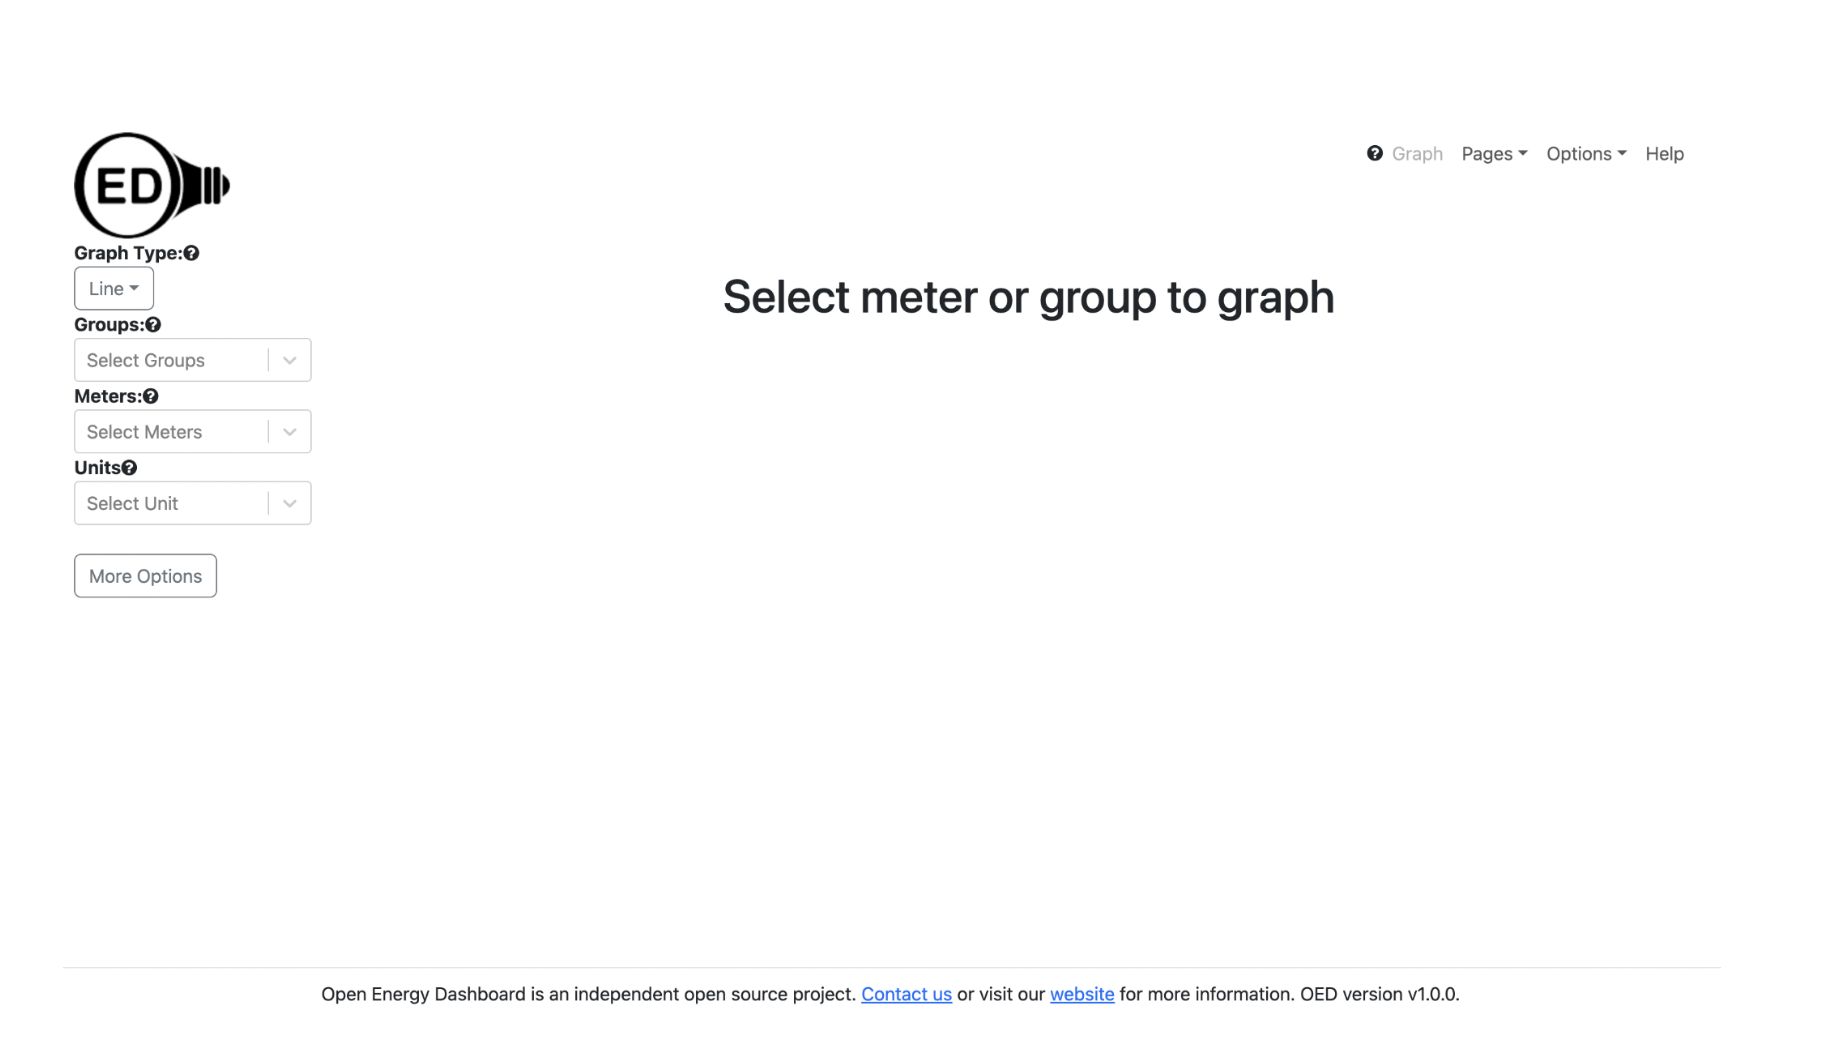 ED
Graph Pages Options Help
Graph Type:
Line
Select meter or group to graph
Groups:
Select Groups
Meters:
Select Meters
Units
Select Unit
More Options
Open Energy Dashboard is an independent open source project. Contact us or visit our website for more information. OED version v1.0.0.